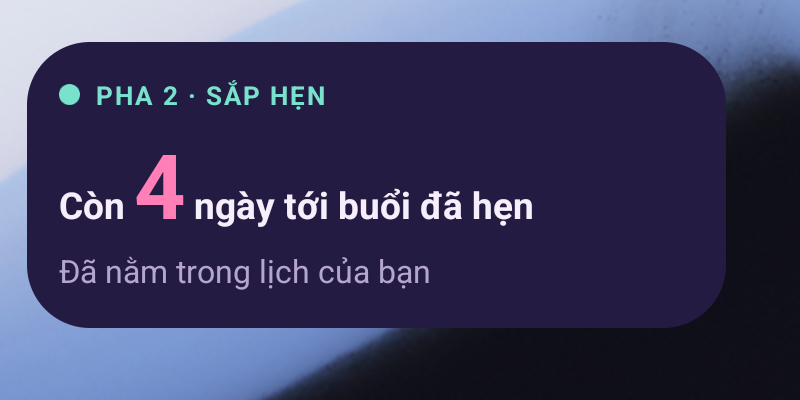 PHA 2 · SẮP HẸN
Còn 4 ngày tới buổi đã hẹn
Đã nằm trong lịch của bạn